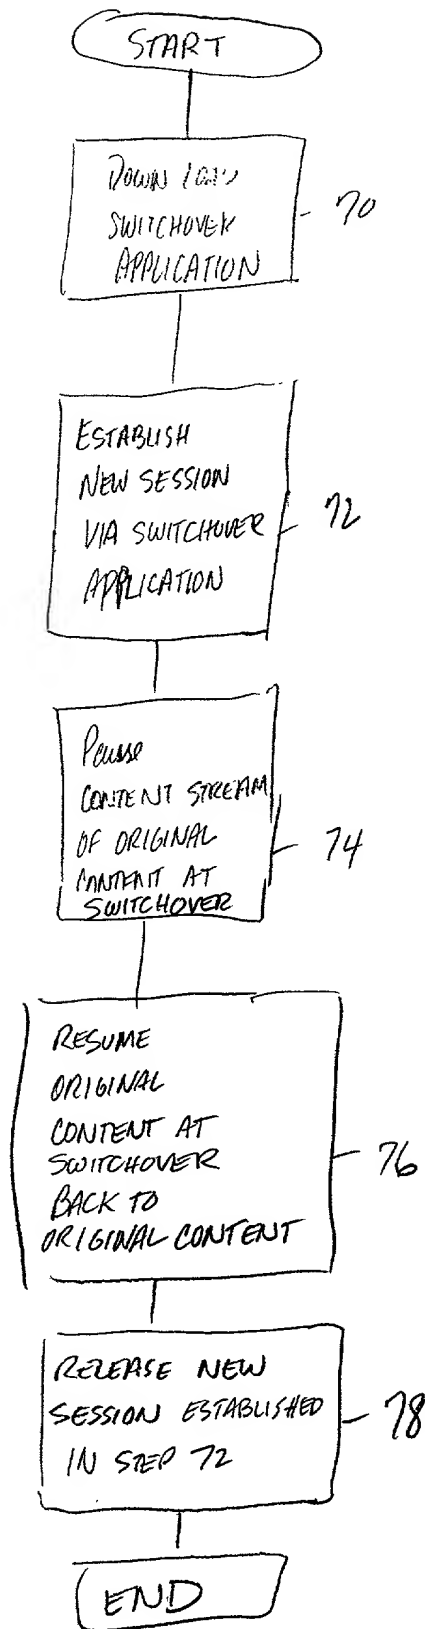 START
DOWN LOAD
SWITCHOVER
APPLICATION
70
ESTABLISH
NEW SESSION
VIA SWITCHOVER
APPLICATION
72
Pause
CONTENT STREAM
OF ORIGINAL
CONTENT AT
SWITCHOVER
74
RESUME
ORIGINAL
CONTENT AT
SWITCHOVER
BACK TO
ORIGINAL CONTENT
76
RELEASE NEW
SESSION ESTABLISHED
IN STEP 72
78
END